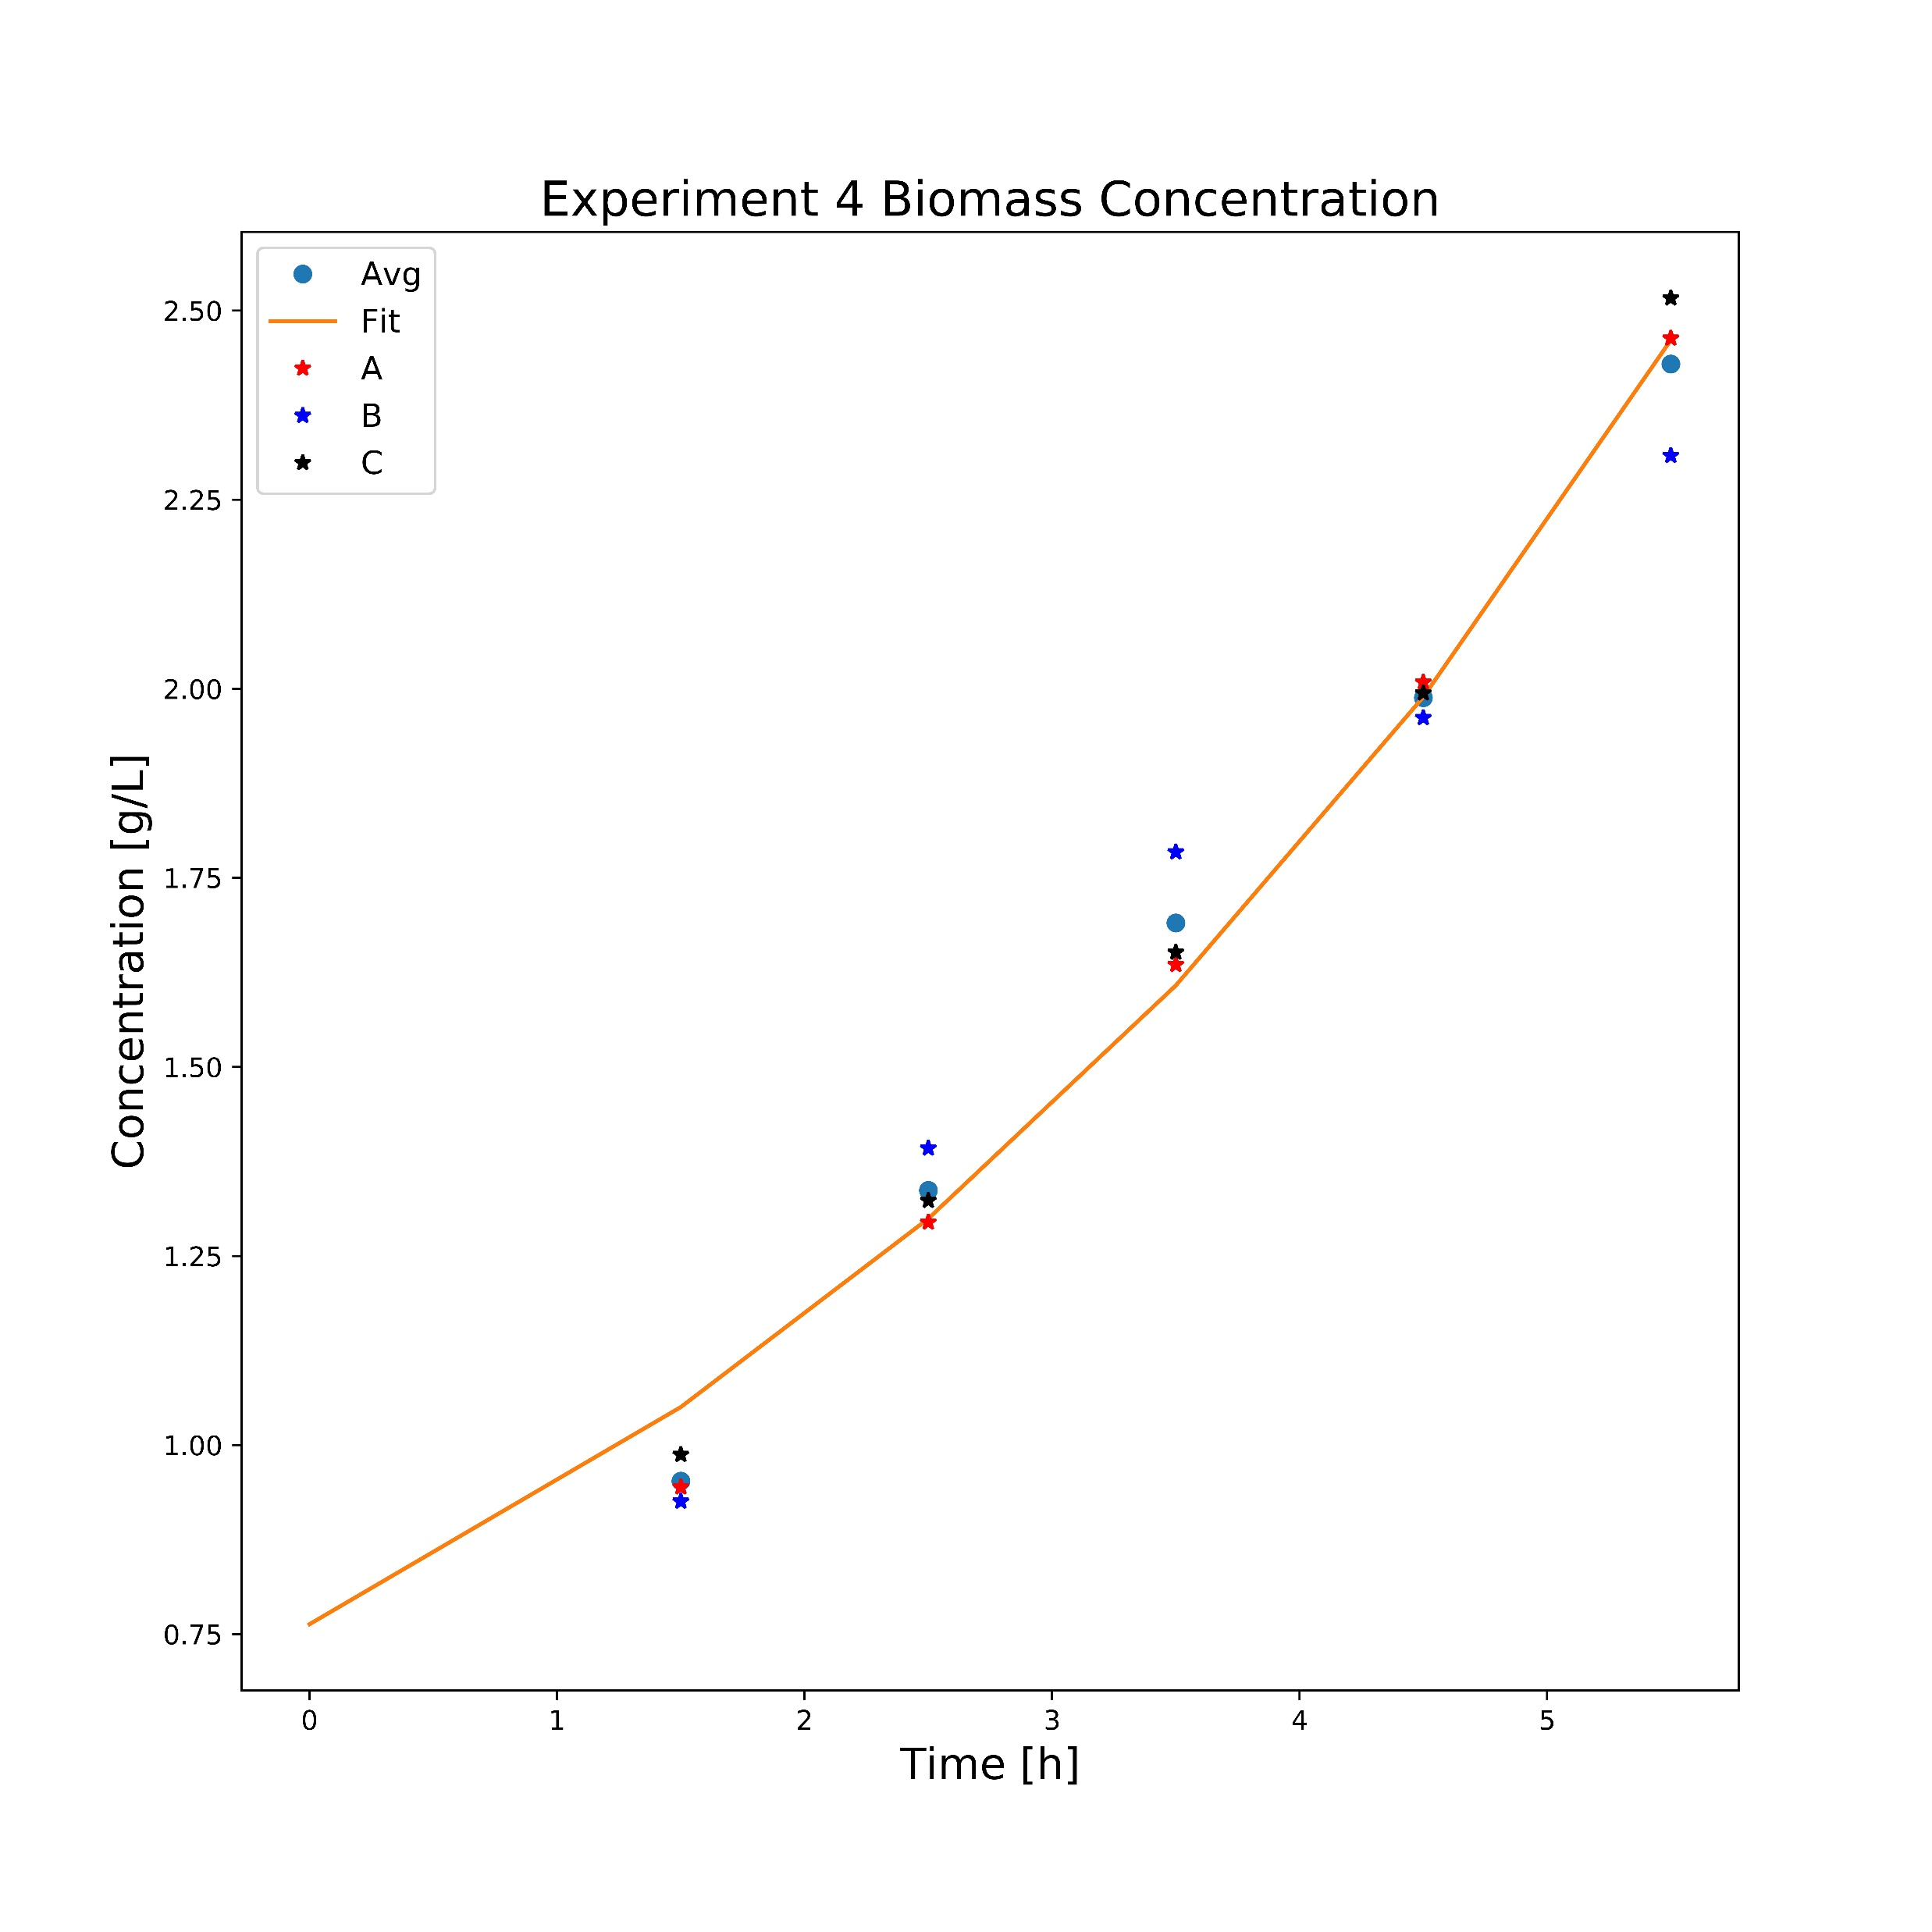 Experiment 4 Biomass Concentration
Avg
Fit
A
B
C
2.50
2.25
2.00
1.75
1.50
1.25
1.00
0.75
Concentration [g/L]
0 1 2 3 4 5
Time [h]